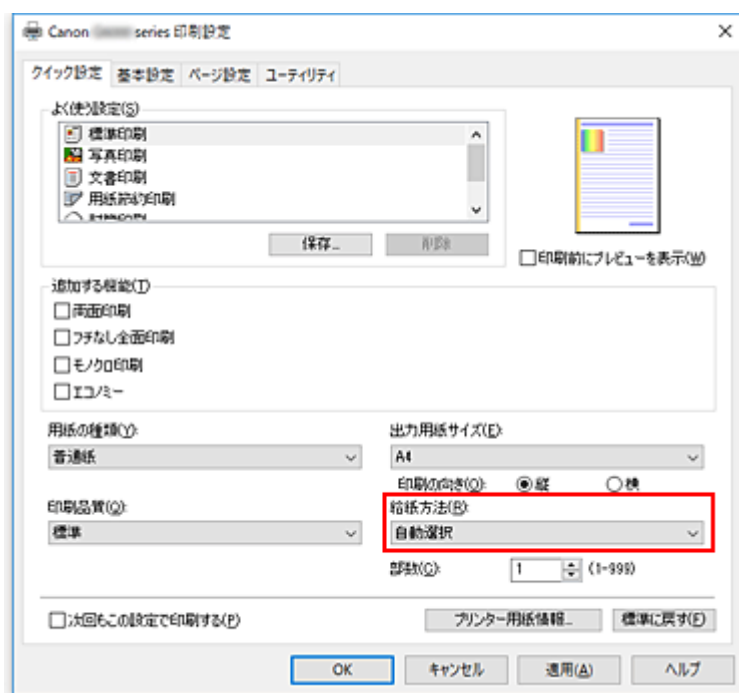 Canon series 印刷設定
クイック設定 基本設定 ページ設定 ユーティリティ
よく使う設定(S)
標準印刷
写真印刷
文書印刷
用紙節約印刷
保存... 削除
印刷前にプレビューを表示(W)
追加する機能(T)
両面印刷
フチなし全面印刷
モノクロ印刷
エコノミー
用紙の種類(Y):
普通紙
出力用紙サイズ(E):
A4
印刷の向き(O): 縦 横
印刷品質(Q):
標準
給紙方法(R):
自動選択
部数(C): 1 (1-999)
次回もこの設定で印刷する(P)
プリンター用紙情報... 標準に戻す(F)
OK キャンセル 適用(A) ヘルプ